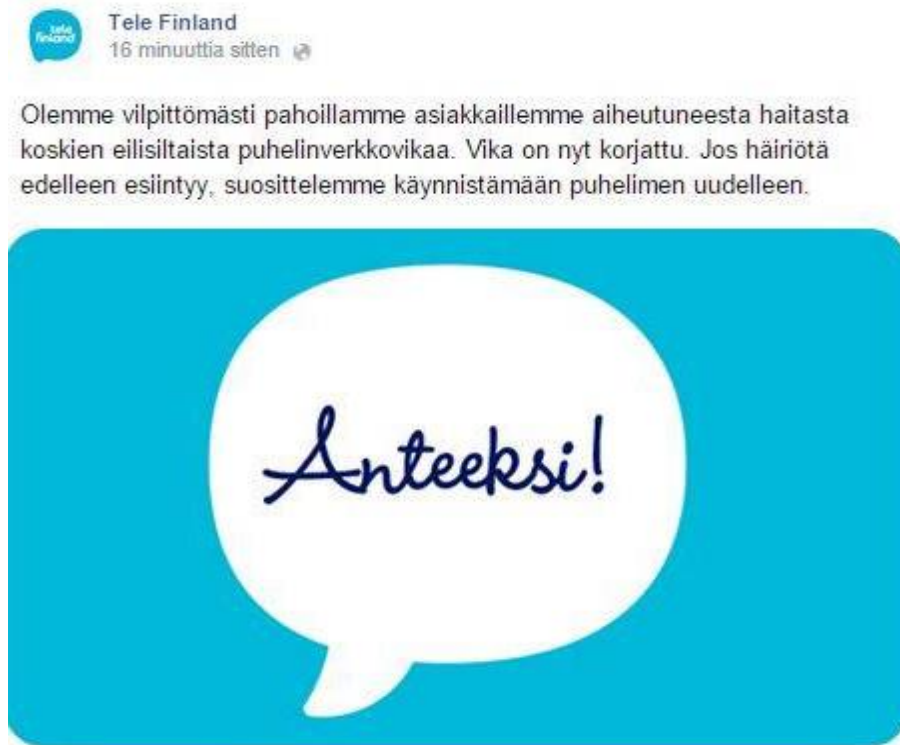 tele
finland
Tele Finland
16 minuuttia sitten
Olemme vilpittömästi pahoillamme asiakkaillemme aiheutuneesta haitasta
koskien eilisiltaista puhelinverkkovikaa. Vika on nyt korjattu. Jos häiriötä
edelleen esiintyy, suosittelemme käynnistämään puhelimen uudelleen.
Anteeksi!